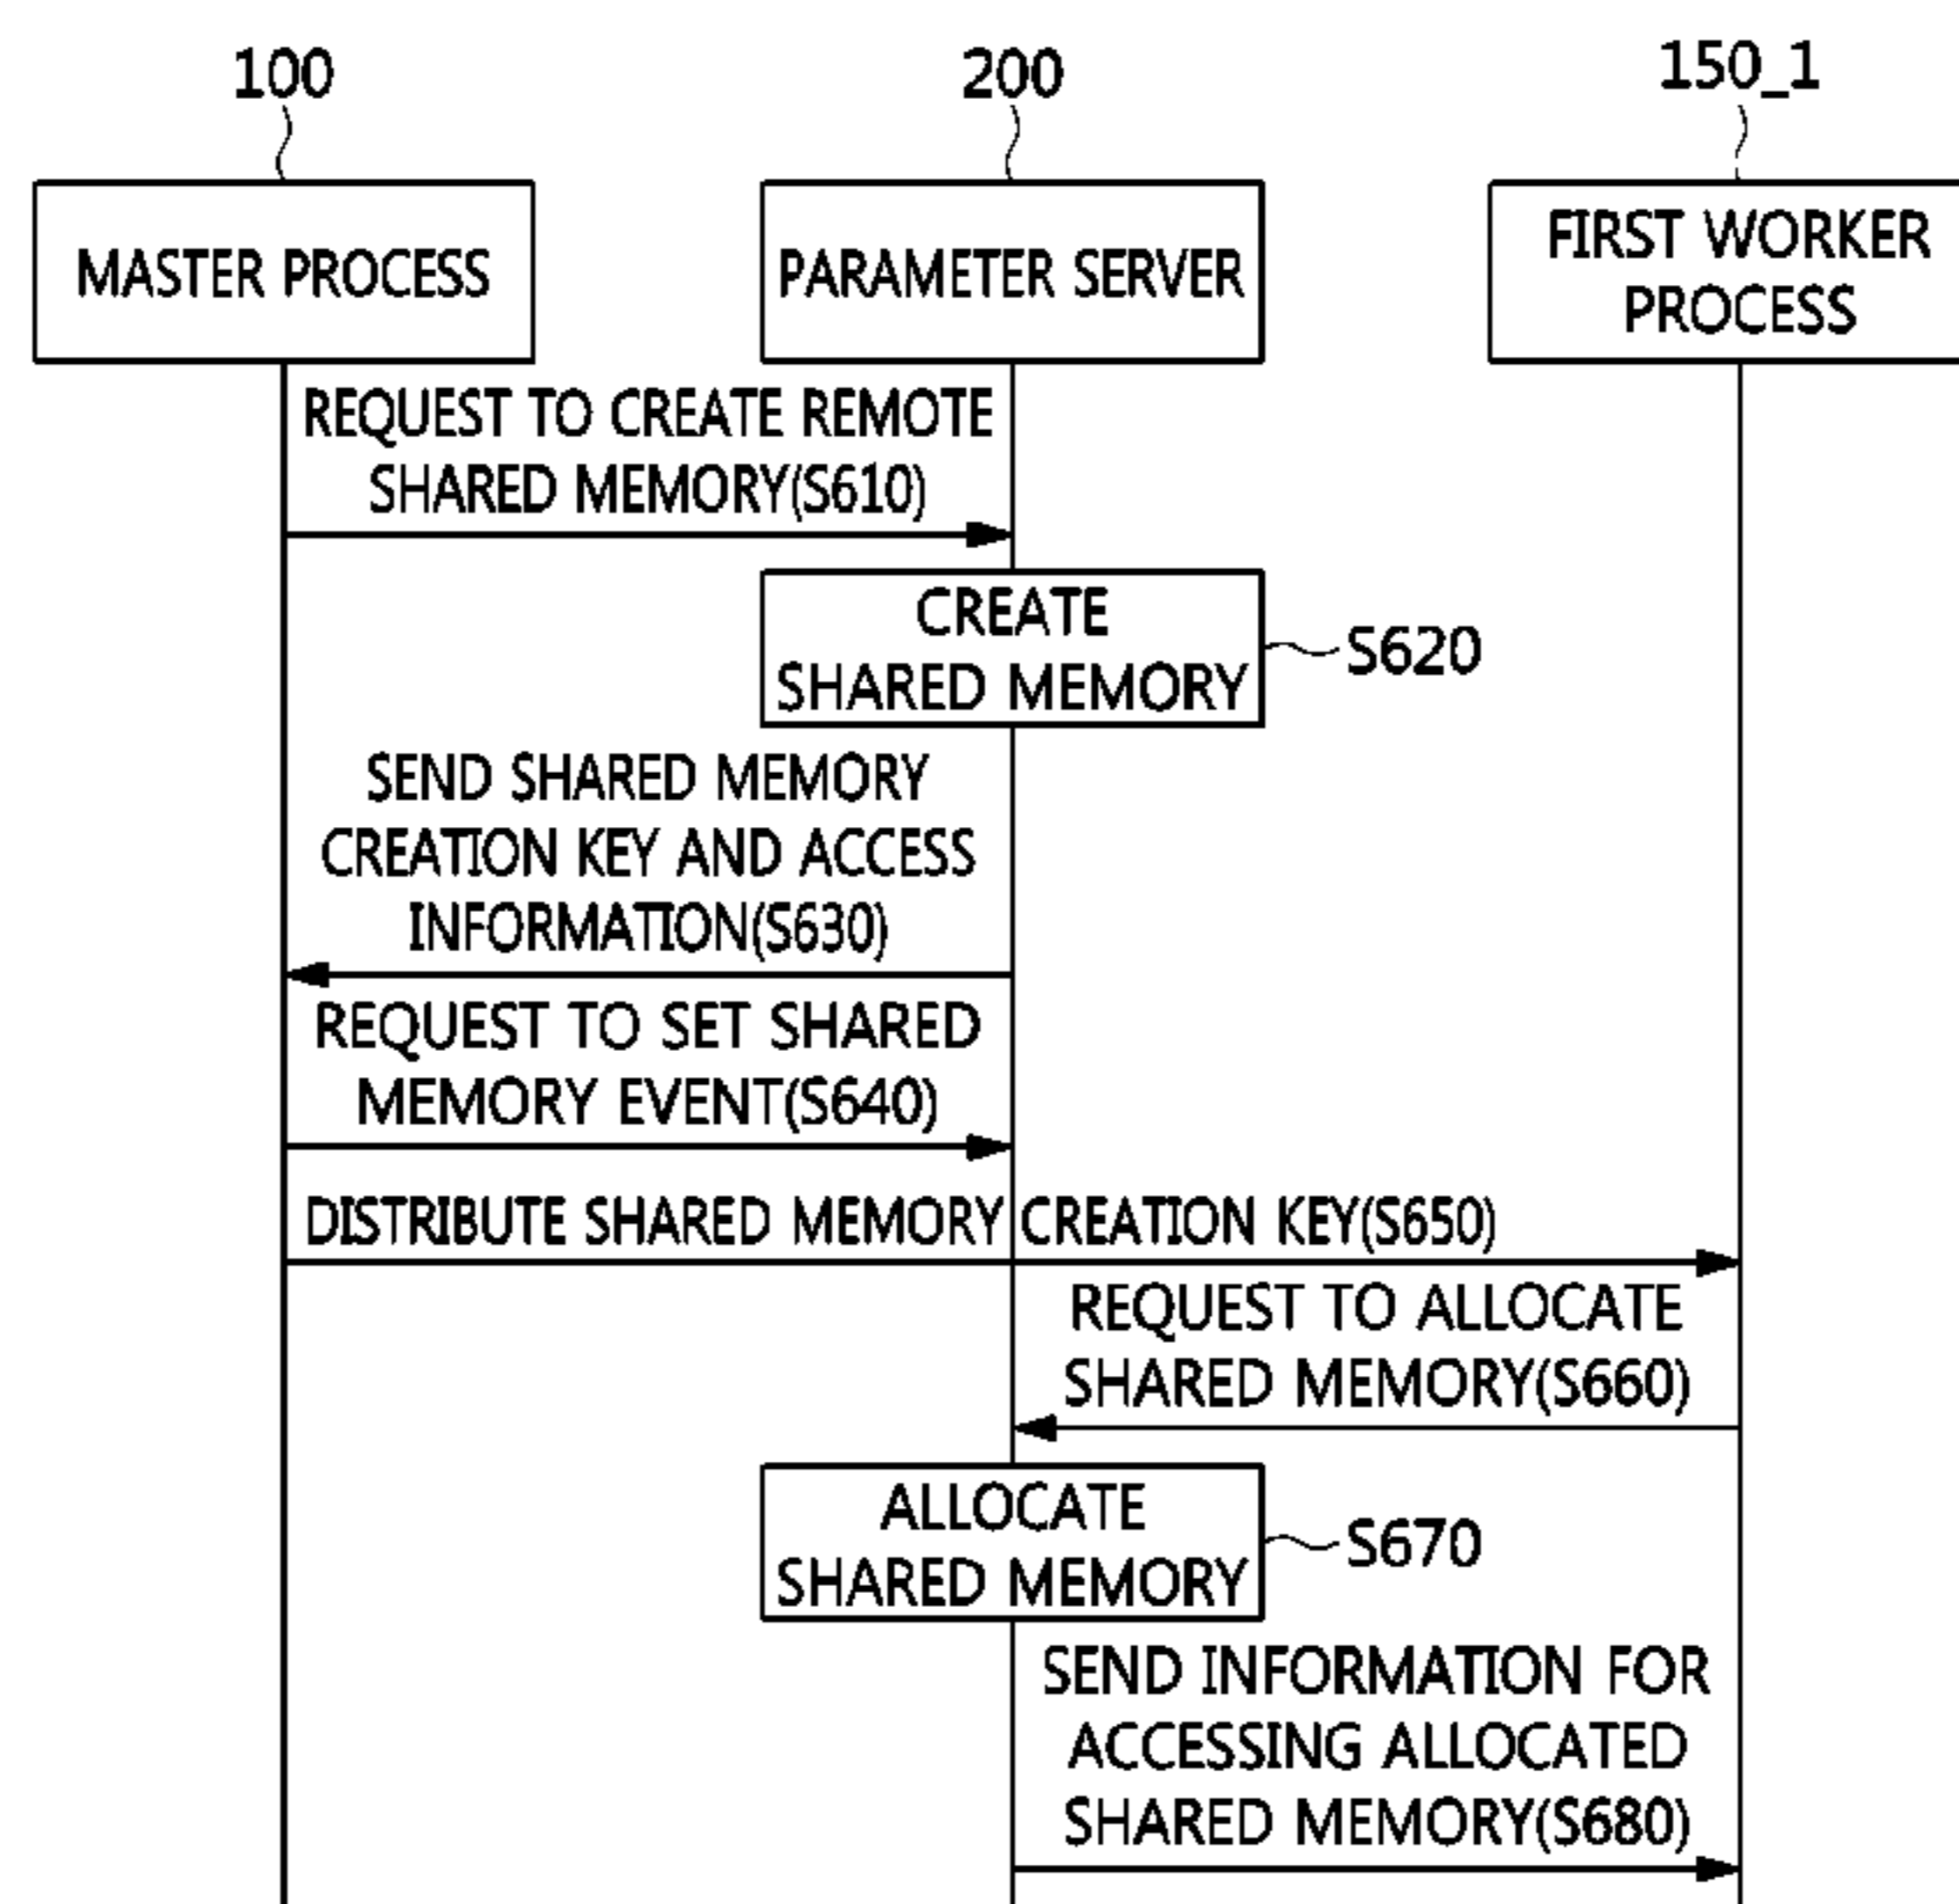 100
200
150_1
MASTER PROCESS
PARAMETER SERVER
FIRST WORKER
PROCESS
REQUEST TO CREATE REMOTE
SHARED MEMORY(S610)
CREATE
SHARED MEMORY
S620
SEND SHARED MEMORY
CREATION KEY AND ACCESS
INFORMATION(S630)
REQUEST TO SET SHARED
MEMORY EVENT(S640)
DISTRIBUTE SHARED MEMORY CREATION KEY(S650)
REQUEST TO ALLOCATE
SHARED MEMORY(S660)
ALLOCATE
SHARED MEMORY
S670
SEND INFORMATION FOR
ACCESSING ALLOCATED
SHARED MEMORY(S680)